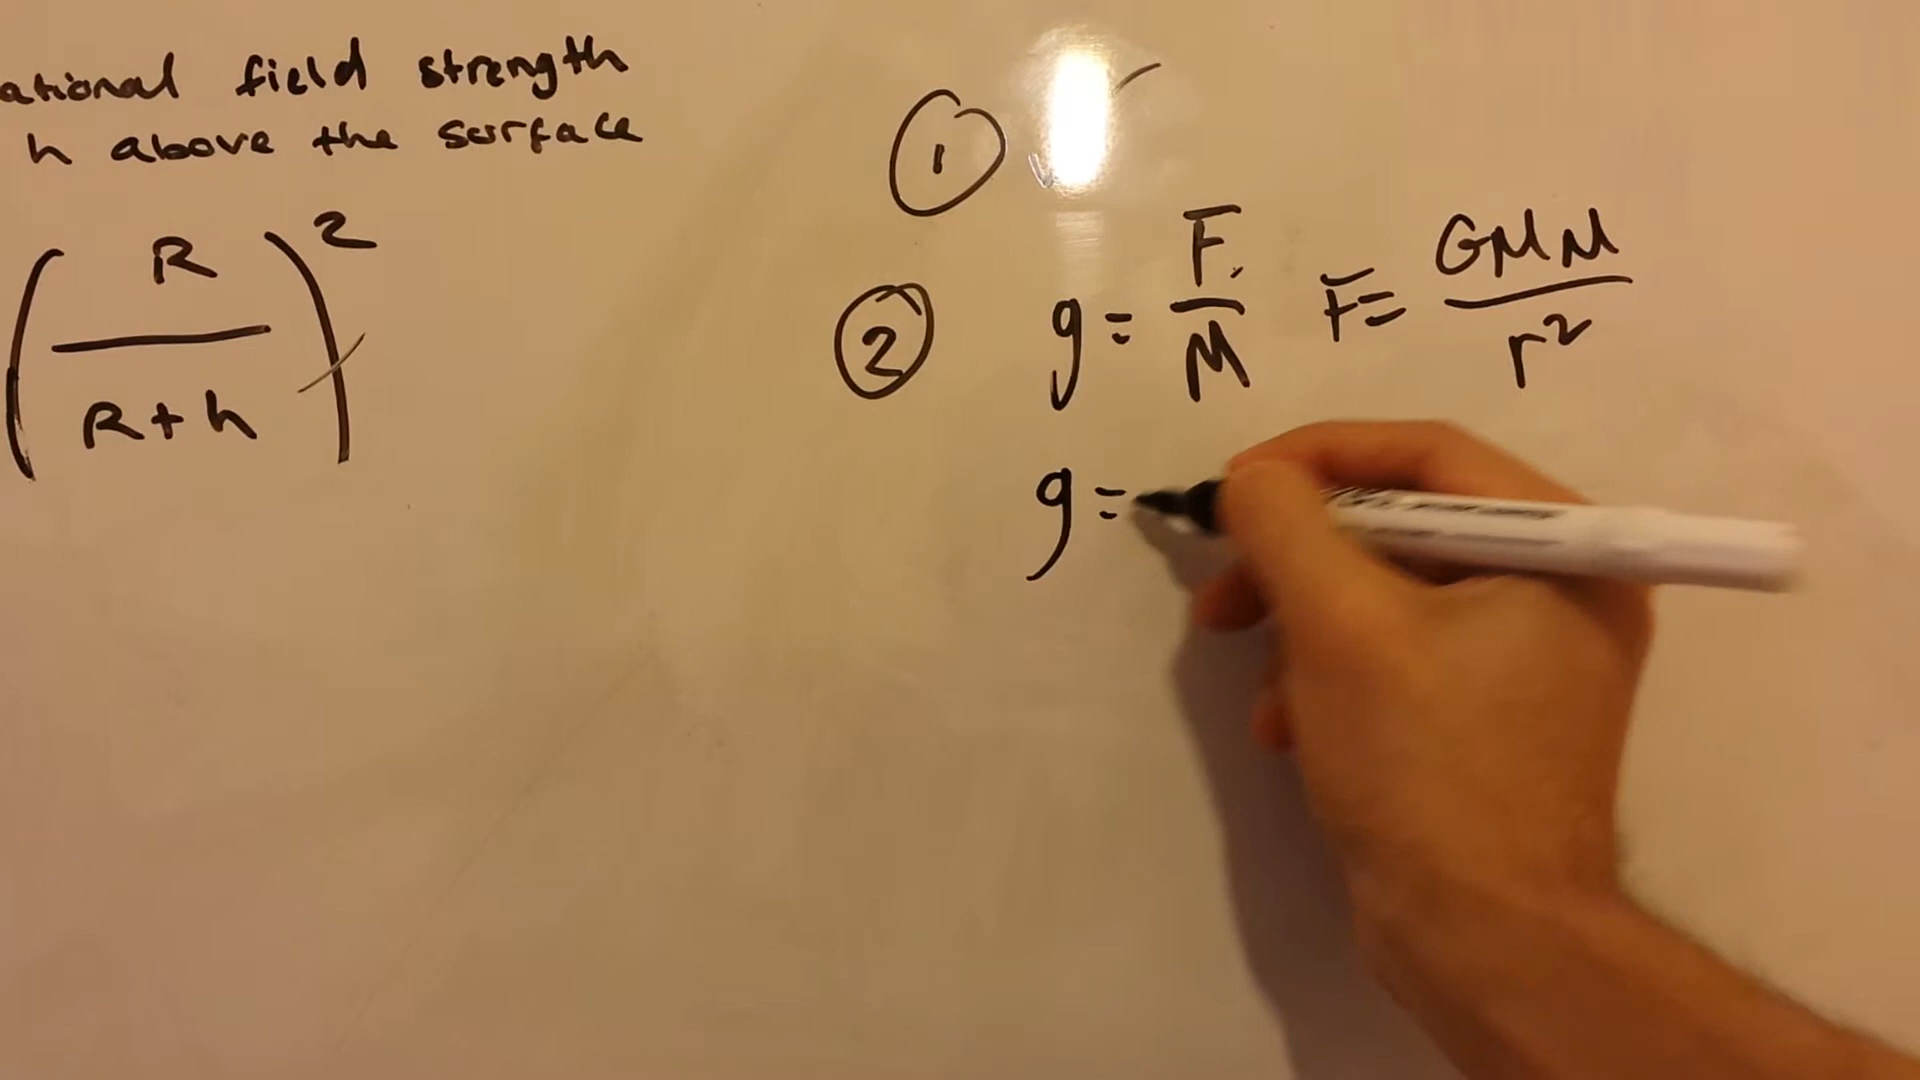 ational field strength
h above the surface
(R / R+h)²
①
② g = F/M F = GMM/r²
g =